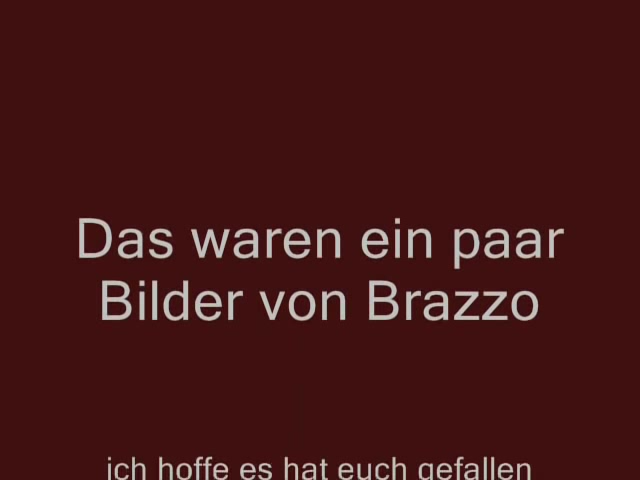 Das waren ein paar
Bilder von Brazzo
ich hoffe es hat euch gefallen